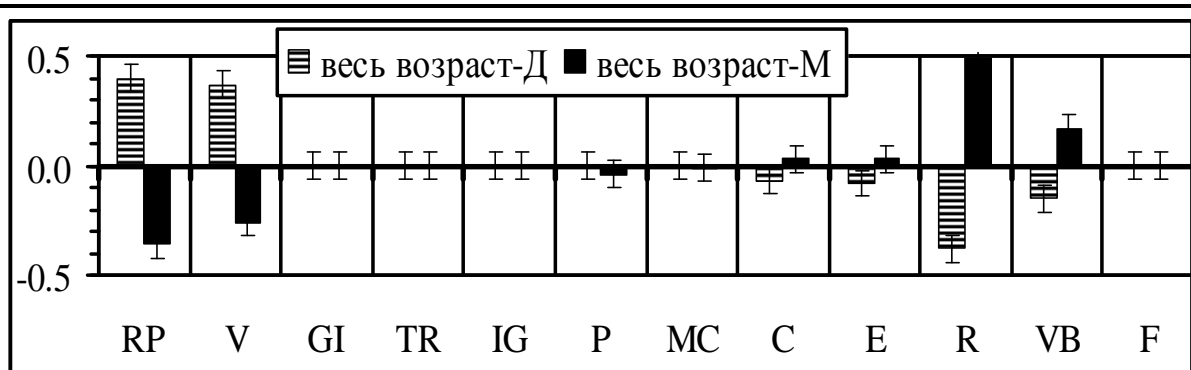 0.5
весь возраст-Д весь возраст-М
0.0
-0.5
RP V GI TR IG P MC C E R VB F